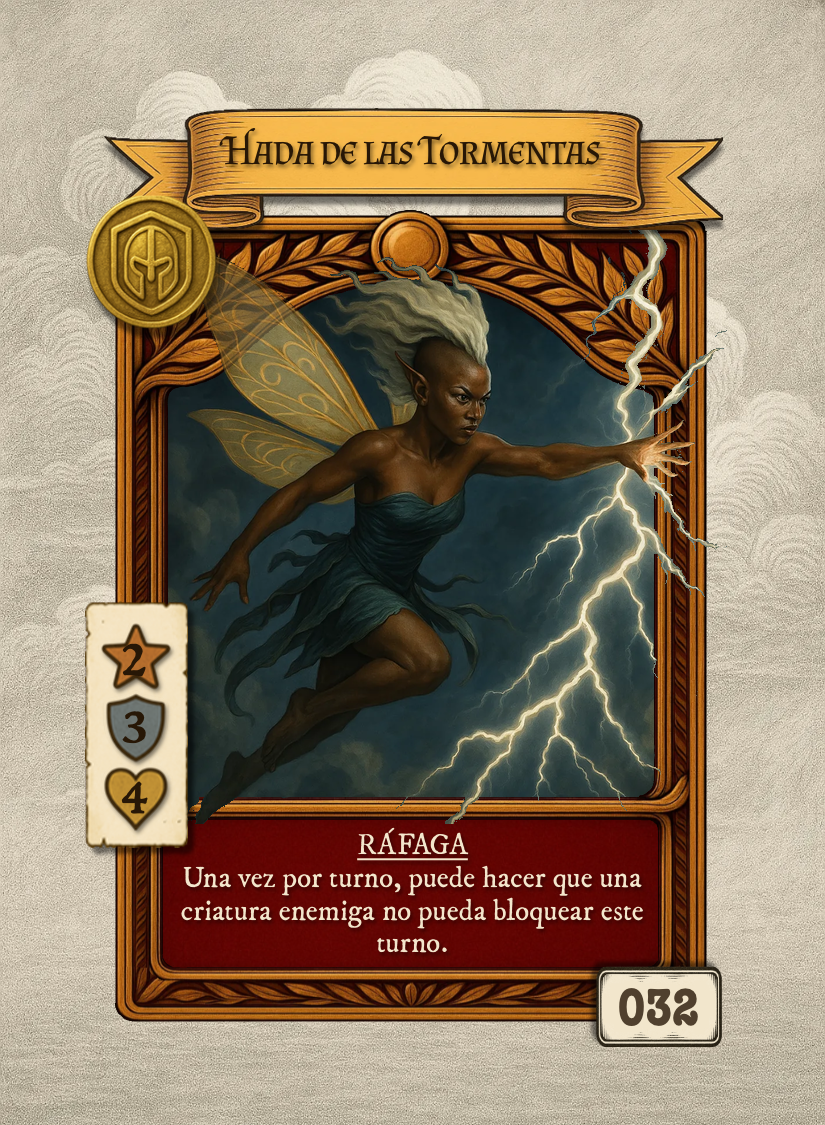 HADA DE LAS TORMENTAS
2
3
4
RÁFAGA
Una vez por turno, puede hacer que una
criatura enemiga no pueda bloquear este
turno.
032